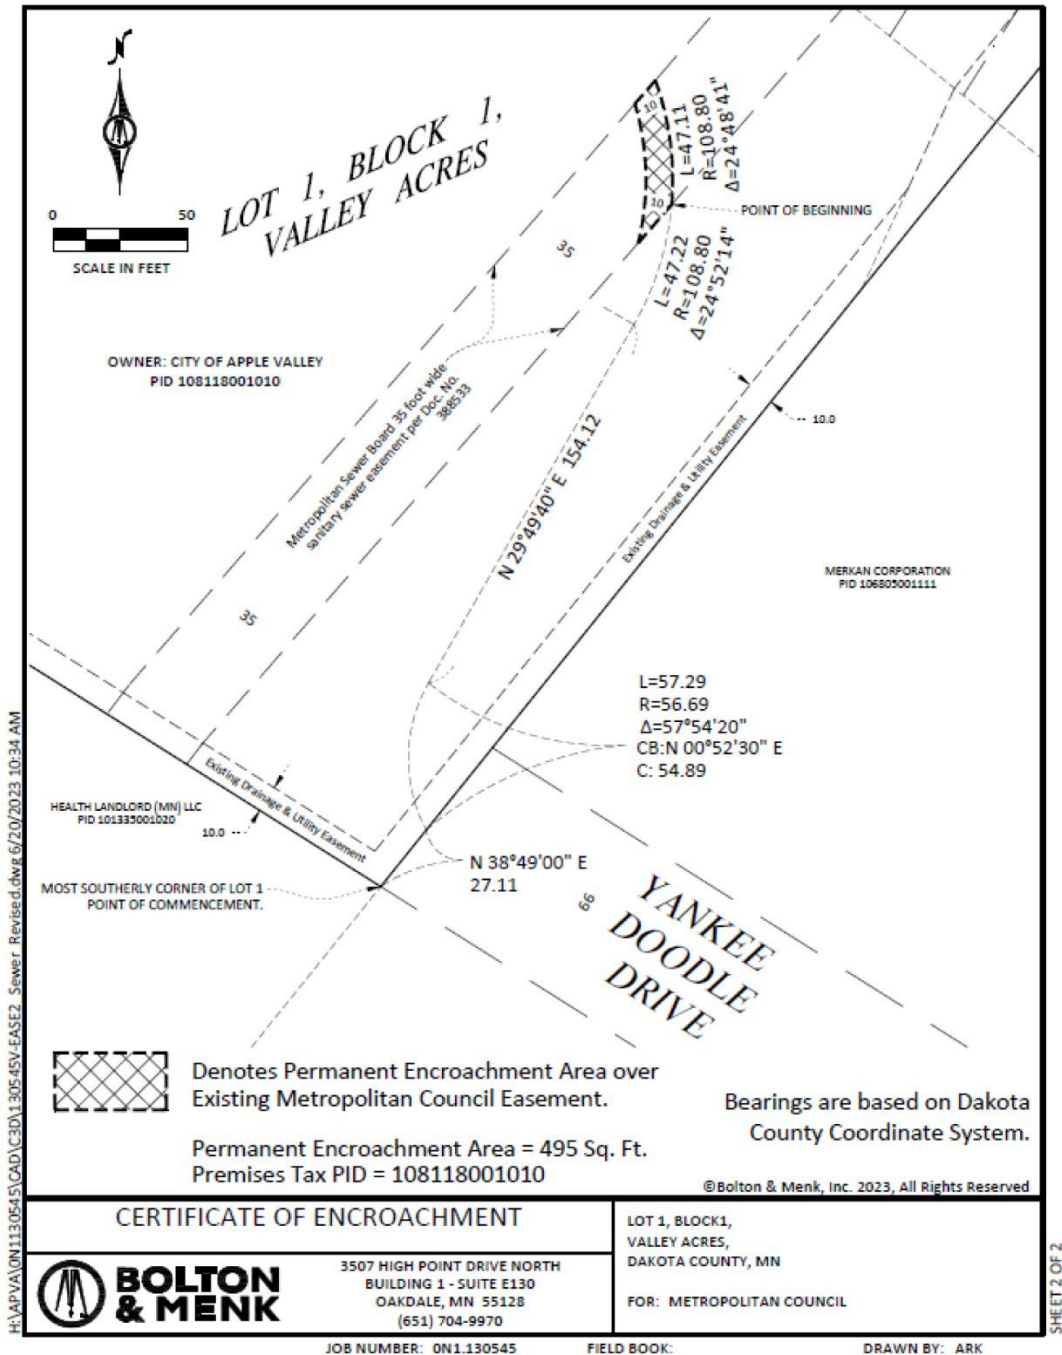 N
0 50
SCALE IN FEET
LOT 1, BLOCK 1,
VALLEY ACRES
10
L=47.11
R=108.80
Δ=24°48'41"
10
POINT OF BEGINNING
L=47.22
R=108.80
Δ=24°52'14"
35
OWNER: CITY OF APPLE VALLEY
PID 108118001010
Metropolitan Sewer Board 35 foot wide
sanitary sewer easement per Doc. No.
388533
10.0
Existing Drainage & Utility Easement
N 29°49'40" E 154.12
MERKAN CORPORATION
PID 106805001111
35
L=57.29
R=56.69
Δ=57°54'20"
CB:N 00°52'30" E
C: 54.89
Existing Drainage & Utility Easement
HEALTH LANDLORD (MN) LLC
PID 101335001020
10.0
N 38°49'00" E
27.11
MOST SOUTHERLY CORNER OF LOT 1
POINT OF COMMENCEMENT.
66
YANKEE
DOODLE
DRIVE
Denotes Permanent Encroachment Area over
Existing Metropolitan Council Easement.
Permanent Encroachment Area = 495 Sq. Ft.
Premises Tax PID = 108118001010
Bearings are based on Dakota
County Coordinate System.
©Bolton & Menk, Inc. 2023, All Rights Reserved
CERTIFICATE OF ENCROACHMENT
BOLTON
& MENK
3507 HIGH POINT DRIVE NORTH
BUILDING 1 - SUITE E130
OAKDALE, MN 55128
(651) 704-9970
LOT 1, BLOCK1,
VALLEY ACRES,
DAKOTA COUNTY, MN
FOR: METROPOLITAN COUNCIL
JOB NUMBER: 0N1.130545 FIELD BOOK: DRAWN BY: ARK
H:\APVA\0N1130545\CAD\C3D\130545V-EASE2 Sewer Revised.dwg 6/20/2023 10:34 AM
SHEET 2 OF 2